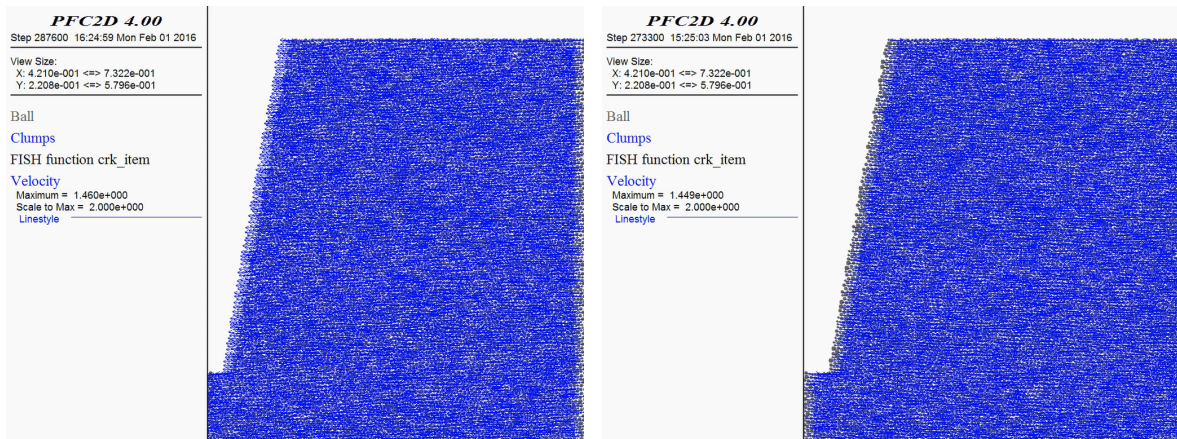 PFC2D 4.00
Step 287600 16:24:59 Mon Feb 01 2016
View Size:
X: 4.210e-001 <=> 7.322e-001
Y: 2.208e-001 <=> 5.796e-001
Ball
Clumps
FISH function crk_item
Velocity
Maximum = 1.460e+000
Scale to Max = 2.000e+000
Linestyle
PFC2D 4.00
Step 273300 15:25:03 Mon Feb 01 2016
View Size:
X: 4.210e-001 <=> 7.322e-001
Y: 2.208e-001 <=> 5.796e-001
Ball
Clumps
FISH function crk_item
Velocity
Maximum = 1.449e+000
Scale to Max = 2.000e+000
Linestyle